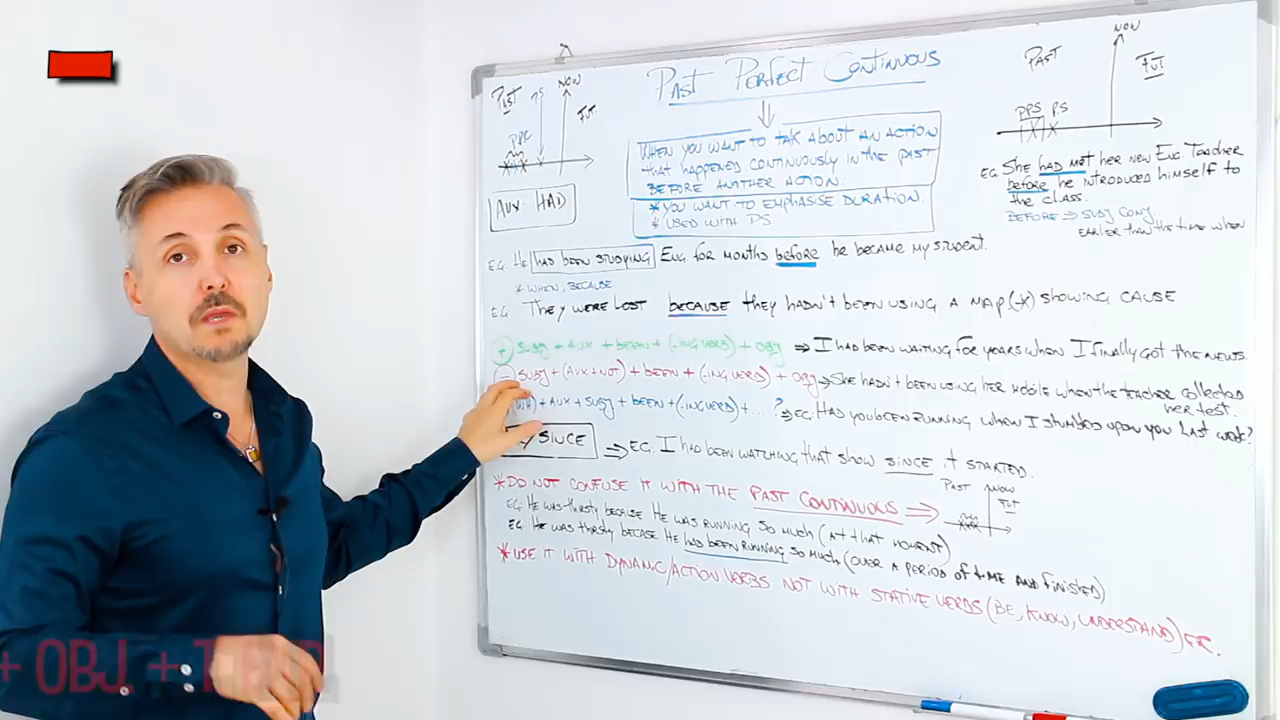 PAST PERFECT CONTINUOUS
PAST
P.S.
NOW
FUT
PPC
AUX: HAD
WHEN YOU WANT TO TAK ABOUT AN ACTION
that HAPPENED CONTINUOUSLY IN THE PAST
BEFORE ANOTHER ACTION.
* YOU WANT TO EMPHASISE DURATION.
* USED WITH PS
PAST
NOW
FUT
PPS
P.S
EG. She HAD MET her new Eng Teacher
before he introduced himself to
the class.
BEFORE ⇒ SUBJ CONJ
EARLIER than the time when
E.G. He HAD BEEN STUDYING ENG for months before he became my student.
* WHEN, BECAUSE
EG. They were lost because they hadn't been using a map (-x) showing CAUSE
(+) SUBJ + AUX + BEEN + (-ING VERB) + OBJ ⇒ I had been waiting for years when I finally got the news.
(-) SUBJ + (AUX + NOT) + BEEN + (-ING VERB) + OBJ ⇒ She hadn't been using her mobile when the teacher collected
her test.
+ AUX + SUBJ + BEEN + (-ING VERB) + ... ? ⇒ EG. Had you been running when I stumbled upon you last week?
/SINCE ⇒ EG. I had been watching that show since it started.
* DO NOT CONFUSE IT WITH THE PAST CONTINUOUS ⇒
PAST
NOW
FUT
EG. He was thirsty because he was running so much (at that moment)
EG. He was thirsty becase he had been running so much (over a period of time and finished)
* USE IT WITH DYNAMIC/ACTION VERBS NOT WITH STATIVE VERBS (BE, KNOW, UNDERSTAND)
+ OBJ. +